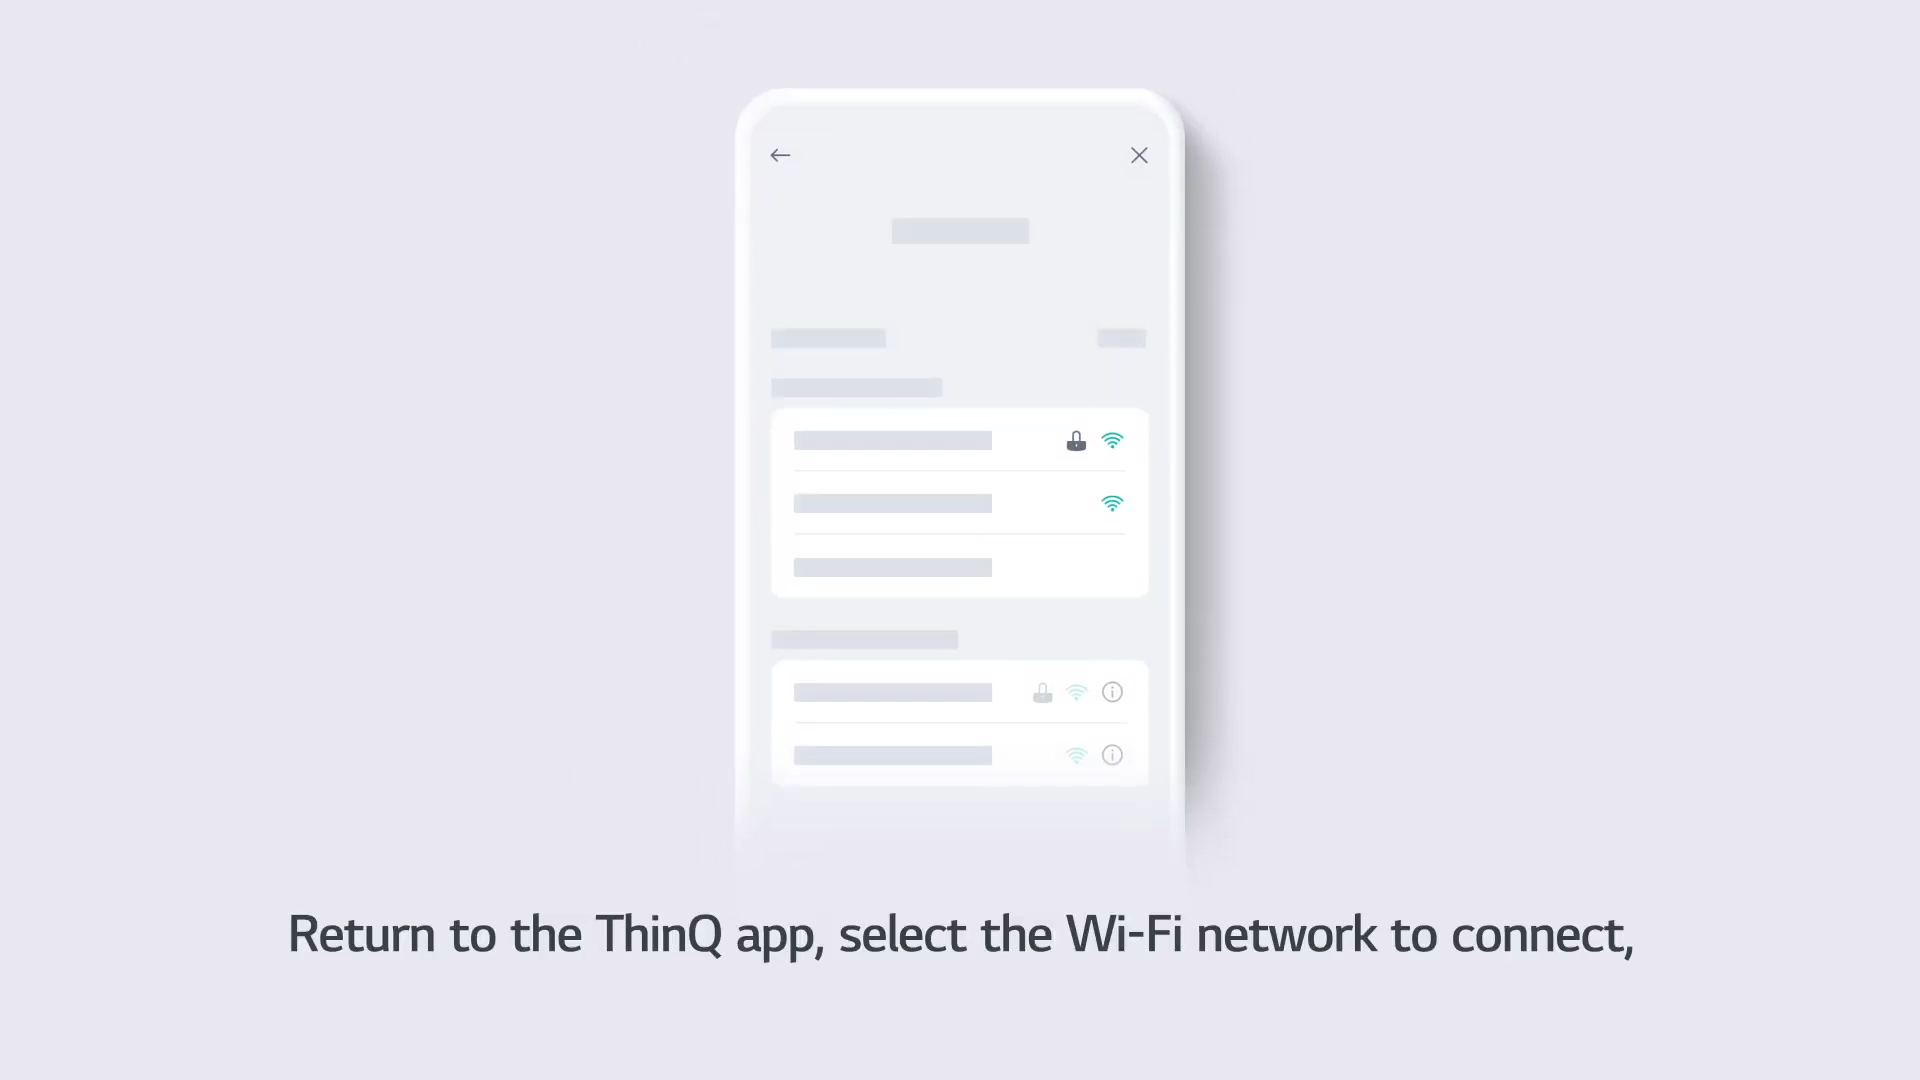 Return to the ThinQ app, select the Wi-Fi network to connect,